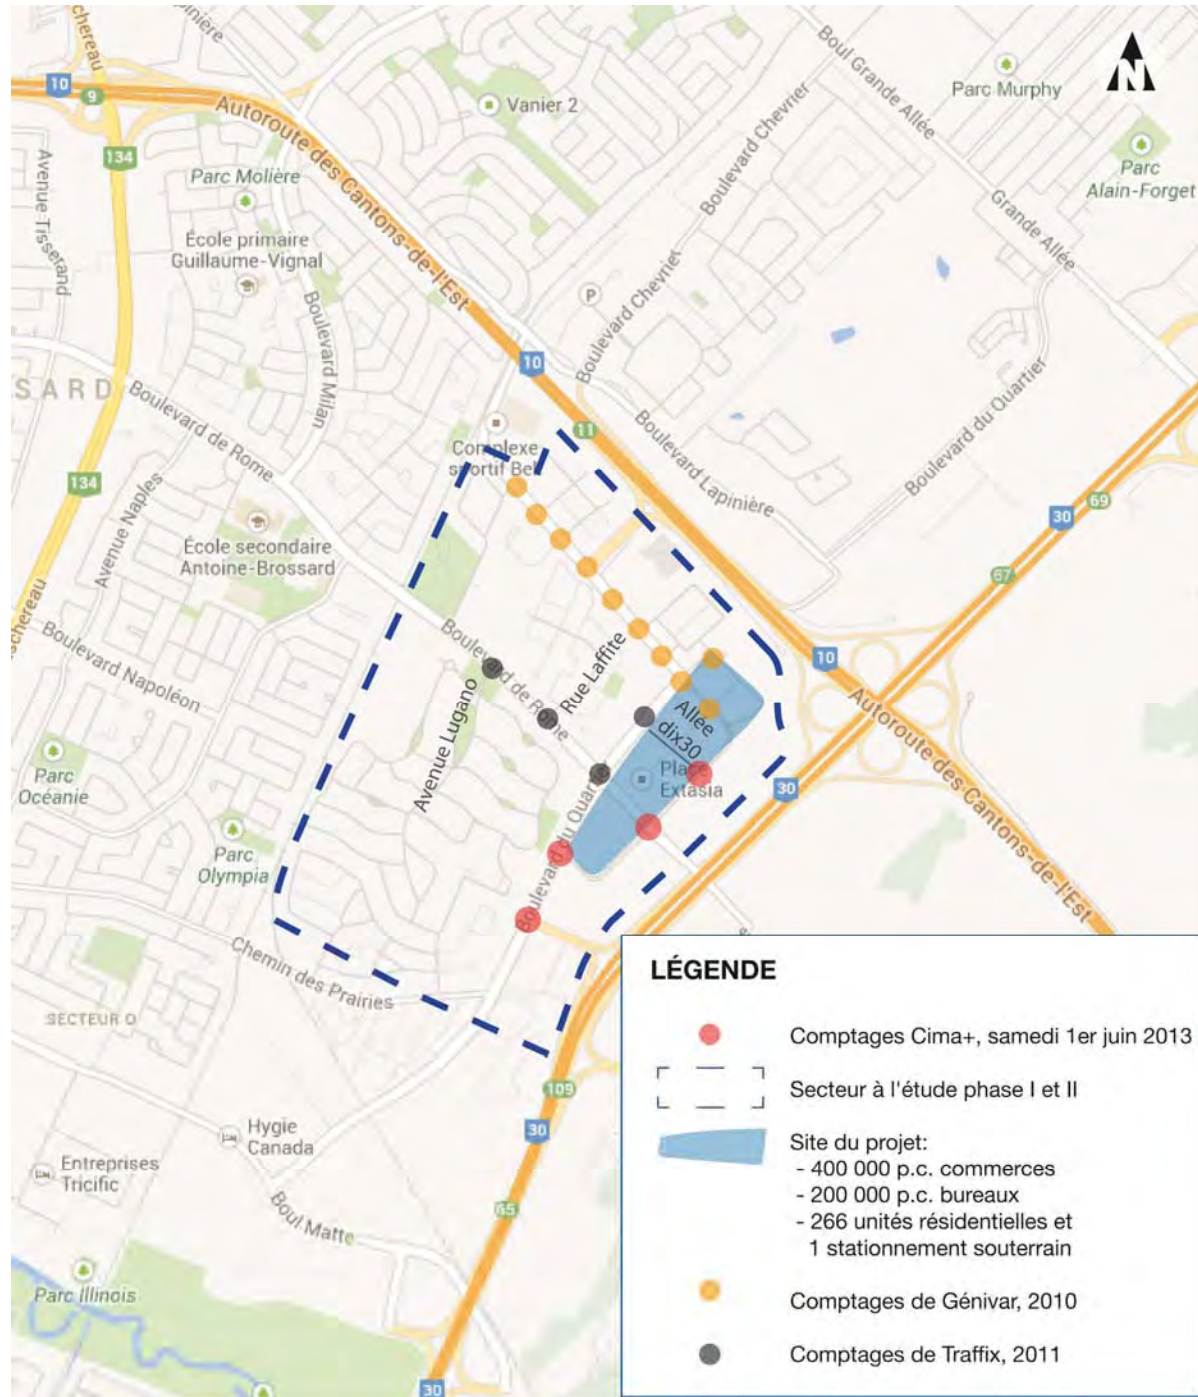 schereau
pinière
10
9
Autoroute des Cantons-de-l'Est
134
Avenue Tisserand
Parc Molière
École primaire
Guillaume-Vignal
Boulevard Milan
Vanier 2
Boul Grande Allée
Parc Murphy
N
Parc
Alain-Forget
Boulevard Chevrier
Grande Allée
P
Boulevard Chevrier
10
11
SARD
Boulevard de Rome
Boulevard Lapinière
Boulevard du Quartier
Complexe
sportif Bell
134
Avenue Naples
École secondaire
Antoine-Brossard
69
30
67
schereau
Boulevard Napoléon
Boulevard de Rome
Rue Laffite
Avenue Lugano
10
Autoroute des Cantons-de-l'Est
Allée
dix30
Place
Extasia
30
Parc
Océanie
Parc
Olympia
Boulevard du Quartier
Chemin des Prairies
SECTEUR O
109
30
Hygie
Canada
Entreprises
Tricific
Boul Matte
65
Parc Illinois
30
LÉGENDE
Comptages Cima+, samedi 1er juin 2013
Secteur à l'étude phase I et II
Site du projet:
- 400 000 p.c. commerces
- 200 000 p.c. bureaux
- 266 unités résidentielles et
1 stationnement souterrain
Comptages de Génivar, 2010
Comptages de Traffix, 2011